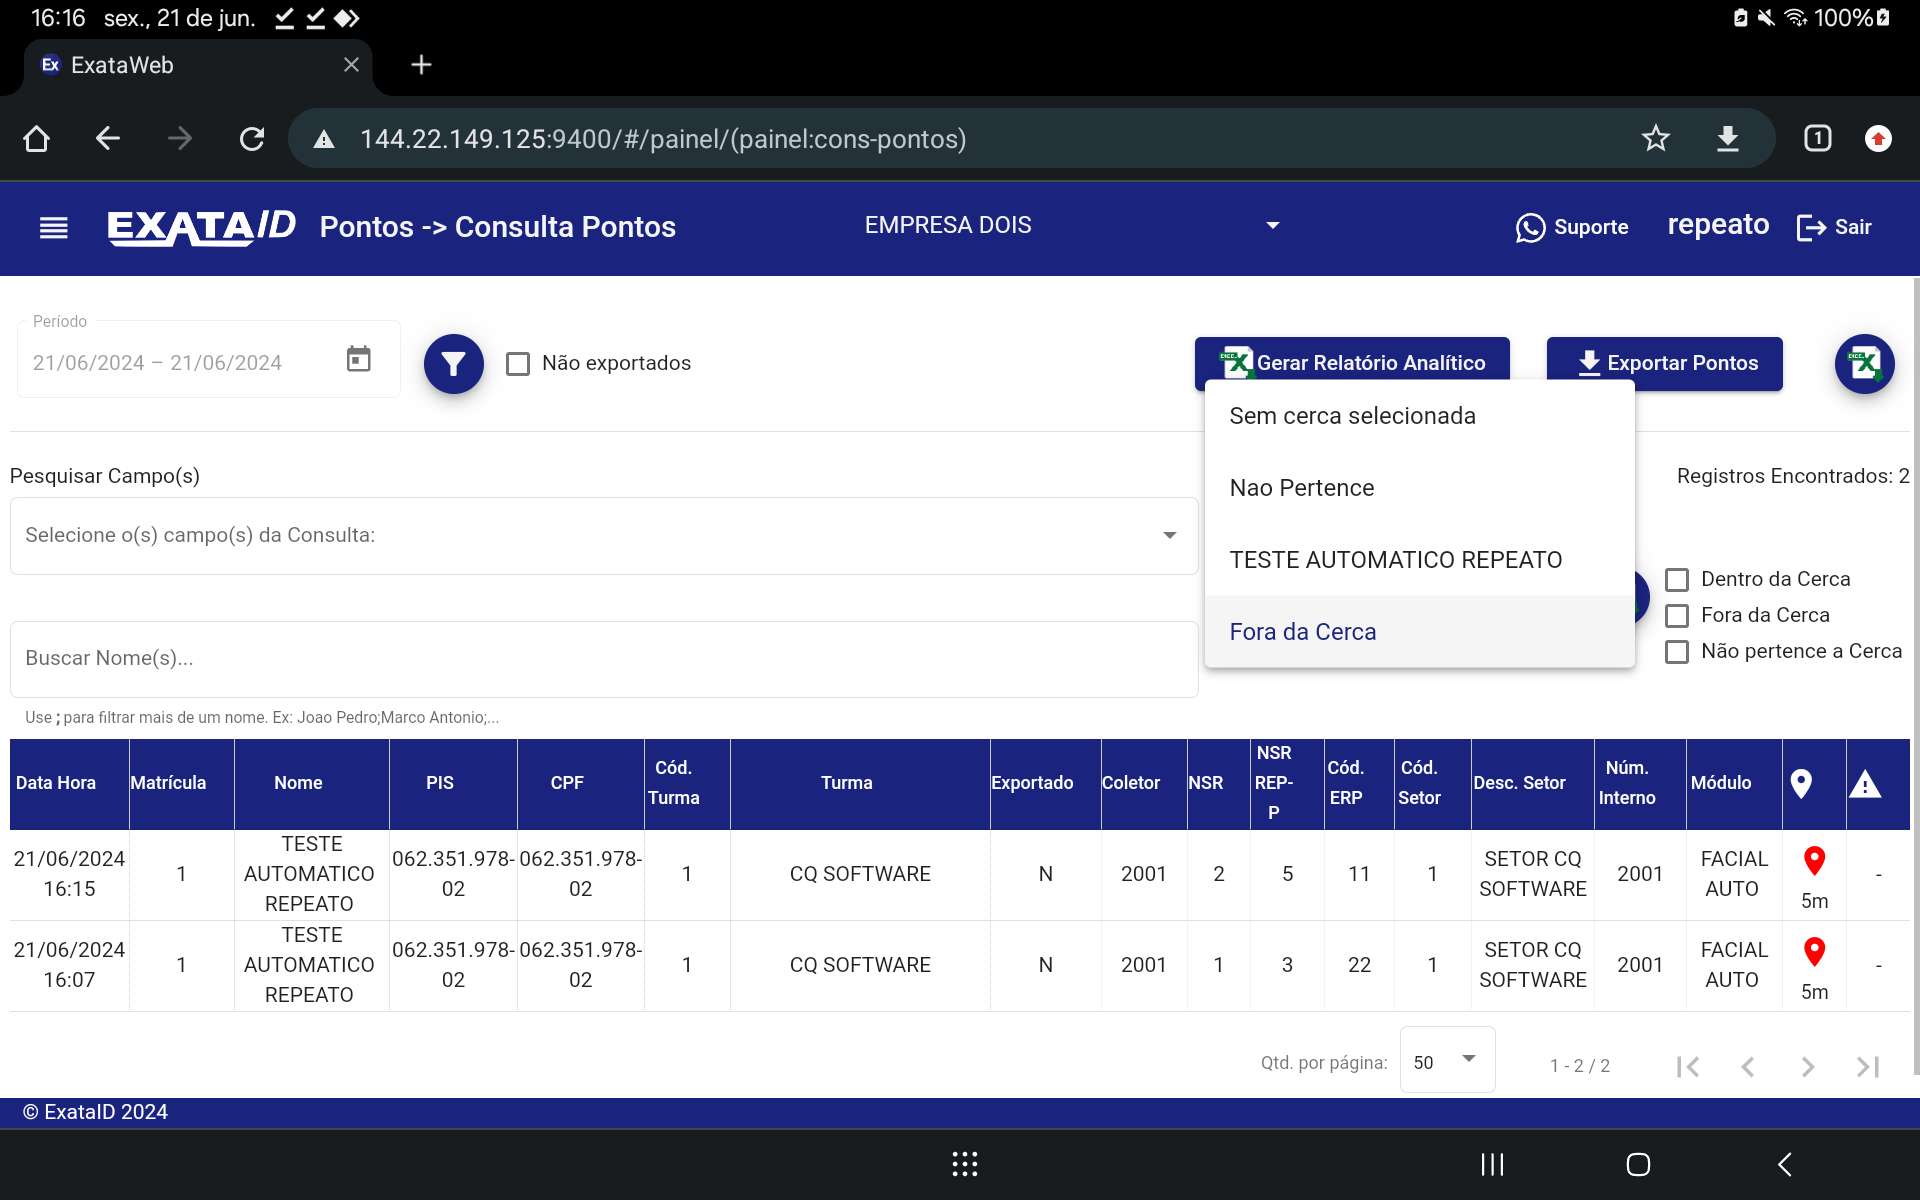 16:16 sex., 21 de jun. 100%
Ex ExataWeb
144.22.149.125:9400/#/painel/(painel:cons-pontos) 1
EXATAID Pontos -> Consulta Pontos EMPRESA DOIS Suporte repeato Sair
Período
21/06/2024 – 21/06/2024
Não exportados
Gerar Relatório Analítico
Exportar Pontos
Sem cerca selecionada
Nao Pertence
TESTE AUTOMATICO REPEATO
Fora da Cerca
Pesquisar Campo(s)
Registros Encontrados: 2
Selecione o(s) campo(s) da Consulta:
Dentro da Cerca
Fora da Cerca
Não pertence a Cerca
Buscar Nome(s)...
Use ; para filtrar mais de um nome. Ex: Joao Pedro;Marco Antonio;...
Data Hora Matrícula Nome PIS CPF Cód. Turma Turma Exportado Coletor NSR NSR REP-P Cód. ERP Cód. Setor Desc. Setor Núm. Interno Módulo
21/06/2024 16:15 1 TESTE AUTOMATICO REPEATO 062.351.978-02 062.351.978-02 1 CQ SOFTWARE N 2001 2 5 11 1 SETOR CQ SOFTWARE 2001 FACIAL AUTO 5m -
21/06/2024 16:07 1 TESTE AUTOMATICO REPEATO 062.351.978-02 062.351.978-02 1 CQ SOFTWARE N 2001 1 3 22 1 SETOR CQ SOFTWARE 2001 FACIAL AUTO 5m -
Qtd. por página: 50 1 - 2 / 2
© ExataID 2024